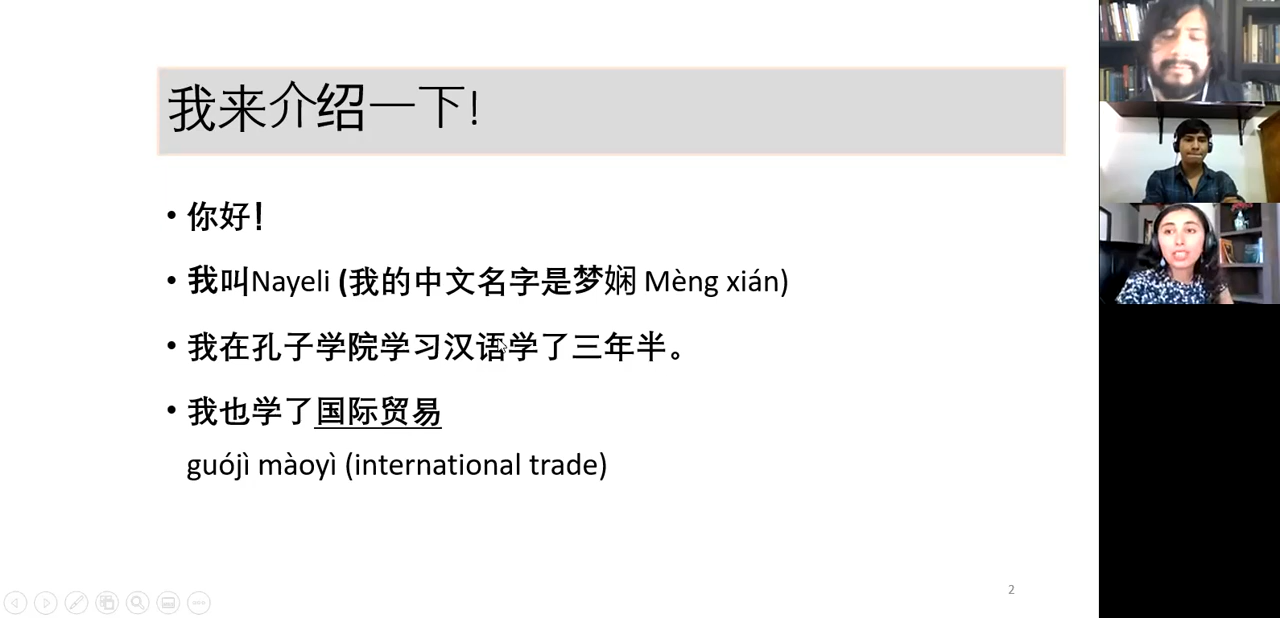 我来介绍一下!
• 你好！
• 我叫Nayeli (我的中文名字是梦娴 Mèng xián)
• 我在孔子学院学习汉语学了三年半。
• 我也学了国际贸易
guójì màoyì (international trade)
2